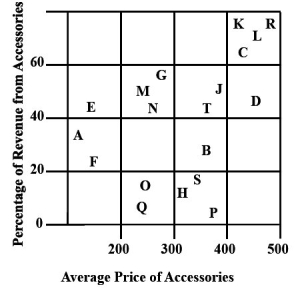 Percentage of Revenue from Accessories
K R
L
C
60
G
M J
E N T D
40
A
B
F
20
O S
H
Q P
0
200 300 400 500
Average Price of Accessories